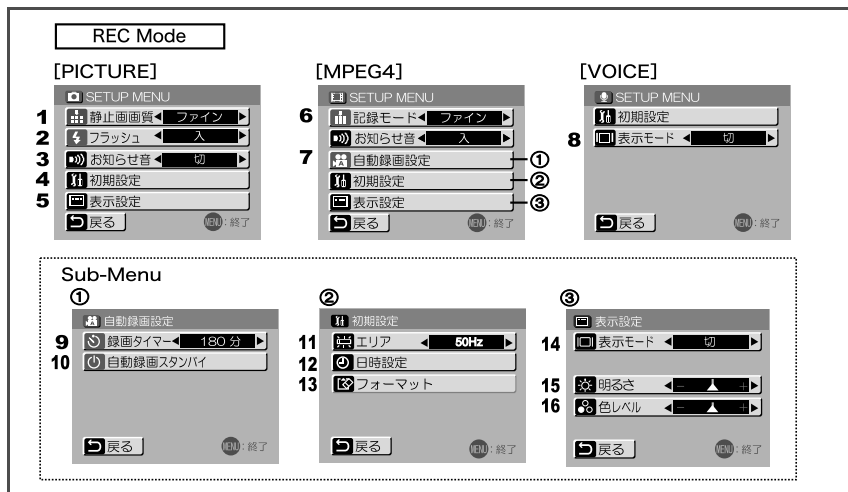 REC Mode
[PICTURE]
SETUP MENU
1 静止画画質 ファイン
2 フラッシュ 入
3 お知らせ音 切
4 初期設定
5 表示設定
戻る MENU:終了
[MPEG4]
SETUP MENU
6 記録モード ファイン
お知らせ音 入
7 自動録画設定 ①
初期設定 ②
表示設定 ③
戻る MENU:終了
[VOICE]
SETUP MENU
初期設定
8 表示モード 切
戻る MENU:終了
Sub-Menu
①
自動録画設定
9 録画タイマー 180分
10 自動録画スタンバイ
戻る MENU:終了
②
初期設定
11 エリア 50Hz
12 日時設定
13 フォーマット
戻る MENU:終了
③
表示設定
14 表示モード 切
15 明るさ - +
16 色レベル - +
戻る MENU:終了